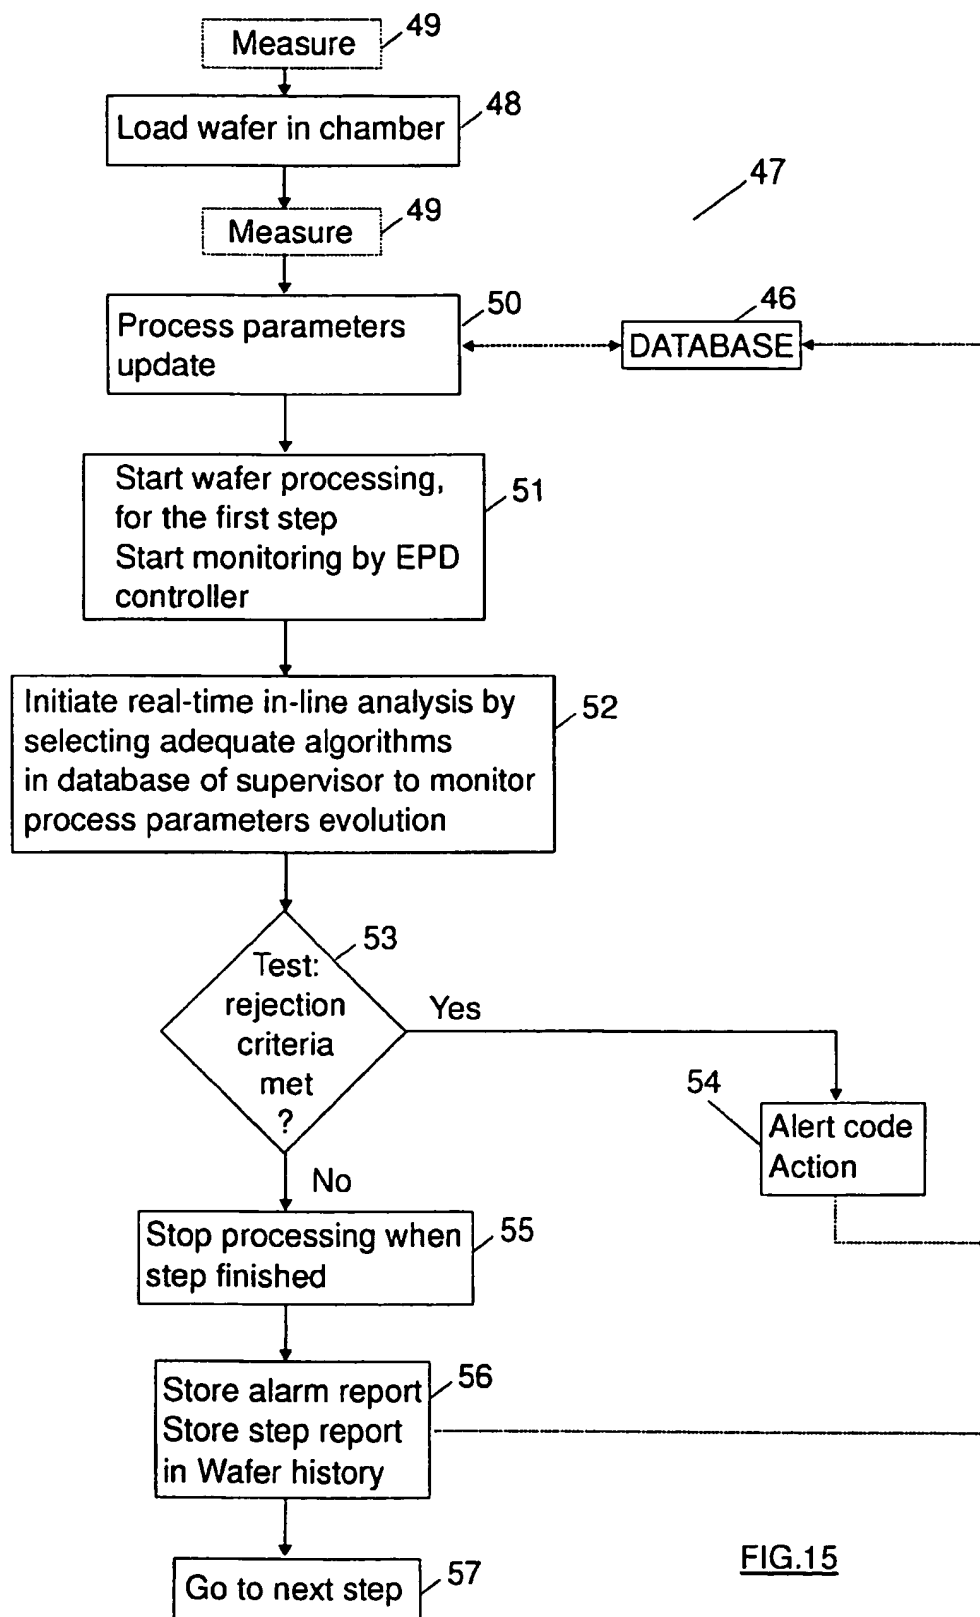 Measure
49
Load wafer in chamber
48
Measure
49
47
Process parameters
update
50
DATABASE
46
Start wafer processing,
for the first step
Start monitoring by EPD
controller
51
Initiate real-time in-line analysis by
selecting adequate algorithms
in database of supervisor to monitor
process parameters evolution
52
Test:
rejection
criteria
met
?
53
Yes
No
54
Alert code
Action
Stop processing when
step finished
55
Store alarm report
Store step report
in Wafer history
56
Go to next step
57
FIG.15